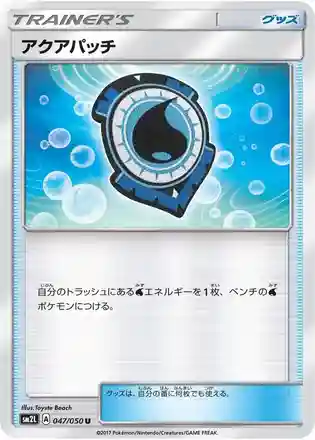 TRAINER'S
グッズ
アクアパッチ
自分のトラッシュにある水エネルギーを1枚、ベンチの水
ポケモンにつける。
Illus.Toyste Beach
sm2L A 047/050 U
グッズは、自分の番に何枚でも使える。
©2017 Pokémon/Nintendo/Creatures/GAME FREAK.